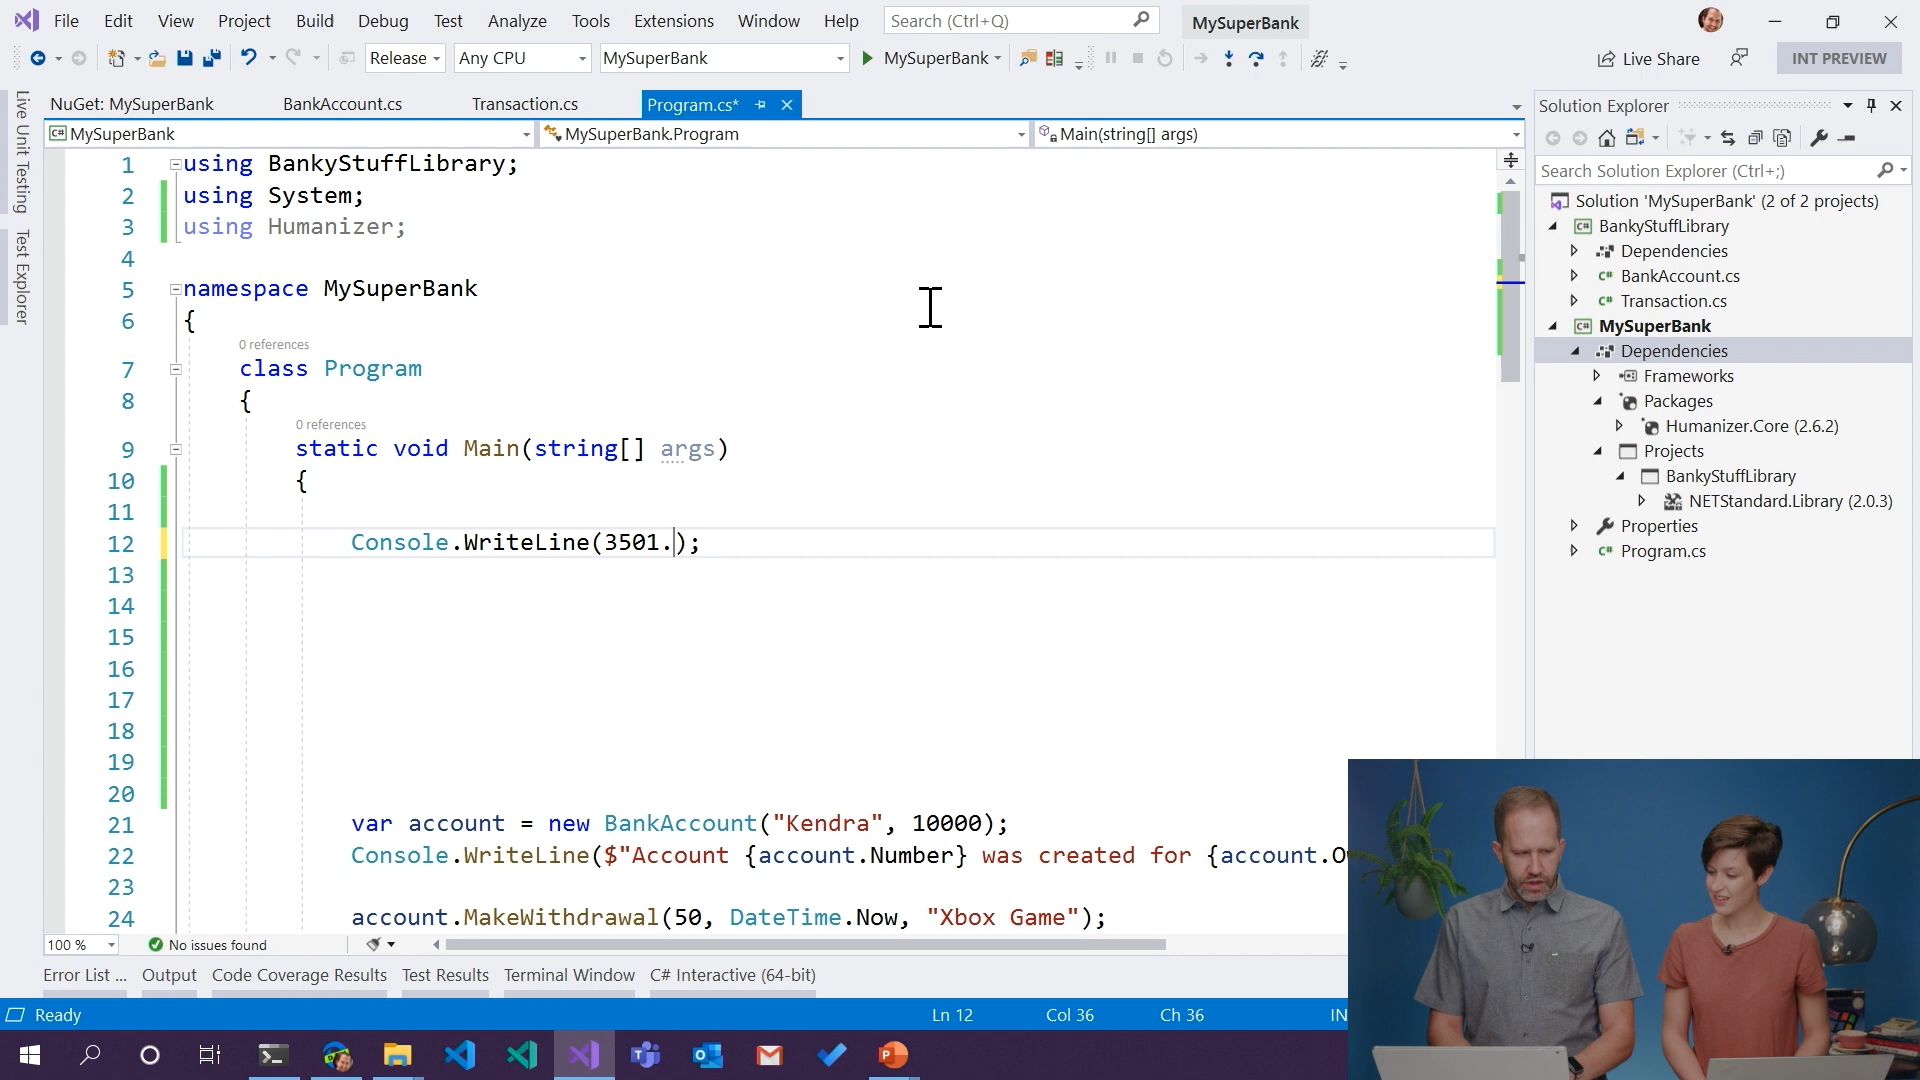 File Edit View Project Build Debug Test Analyze Tools Extensions Window Help Search (Ctrl+Q) MySuperBank
Release Any CPU MySuperBank MySuperBank Live Share INT PREVIEW
NuGet: MySuperBank BankAccount.cs Transaction.cs Program.cs*
MySuperBank MySuperBank.Program Main(string[] args)
Live Unit Testing
Test Explorer
1 using BankyStuffLibrary;
2 using System;
3 using Humanizer;
4
5 namespace MySuperBank
6 {
0 references
7 class Program
8 {
0 references
9 static void Main(string[] args)
10 {
11
12 Console.WriteLine(3501.);
13
14
15
16
17
18
19
20
21 var account = new BankAccount("Kendra", 10000);
22 Console.WriteLine($"Account {account.Number} was created for {account.O
23
24 account.MakeWithdrawal(50, DateTime.Now, "Xbox Game");
100 % No issues found
Error List ... Output Code Coverage Results Test Results Terminal Window C# Interactive (64-bit)
Ready Ln 12 Col 36 Ch 36 IN
Solution Explorer
Search Solution Explorer (Ctrl+;)
Solution 'MySuperBank' (2 of 2 projects)
BankyStuffLibrary
Dependencies
BankAccount.cs
Transaction.cs
MySuperBank
Dependencies
Frameworks
Packages
Humanizer.Core (2.6.2)
Projects
BankyStuffLibrary
NETStandard.Library (2.0.3)
Properties
Program.cs